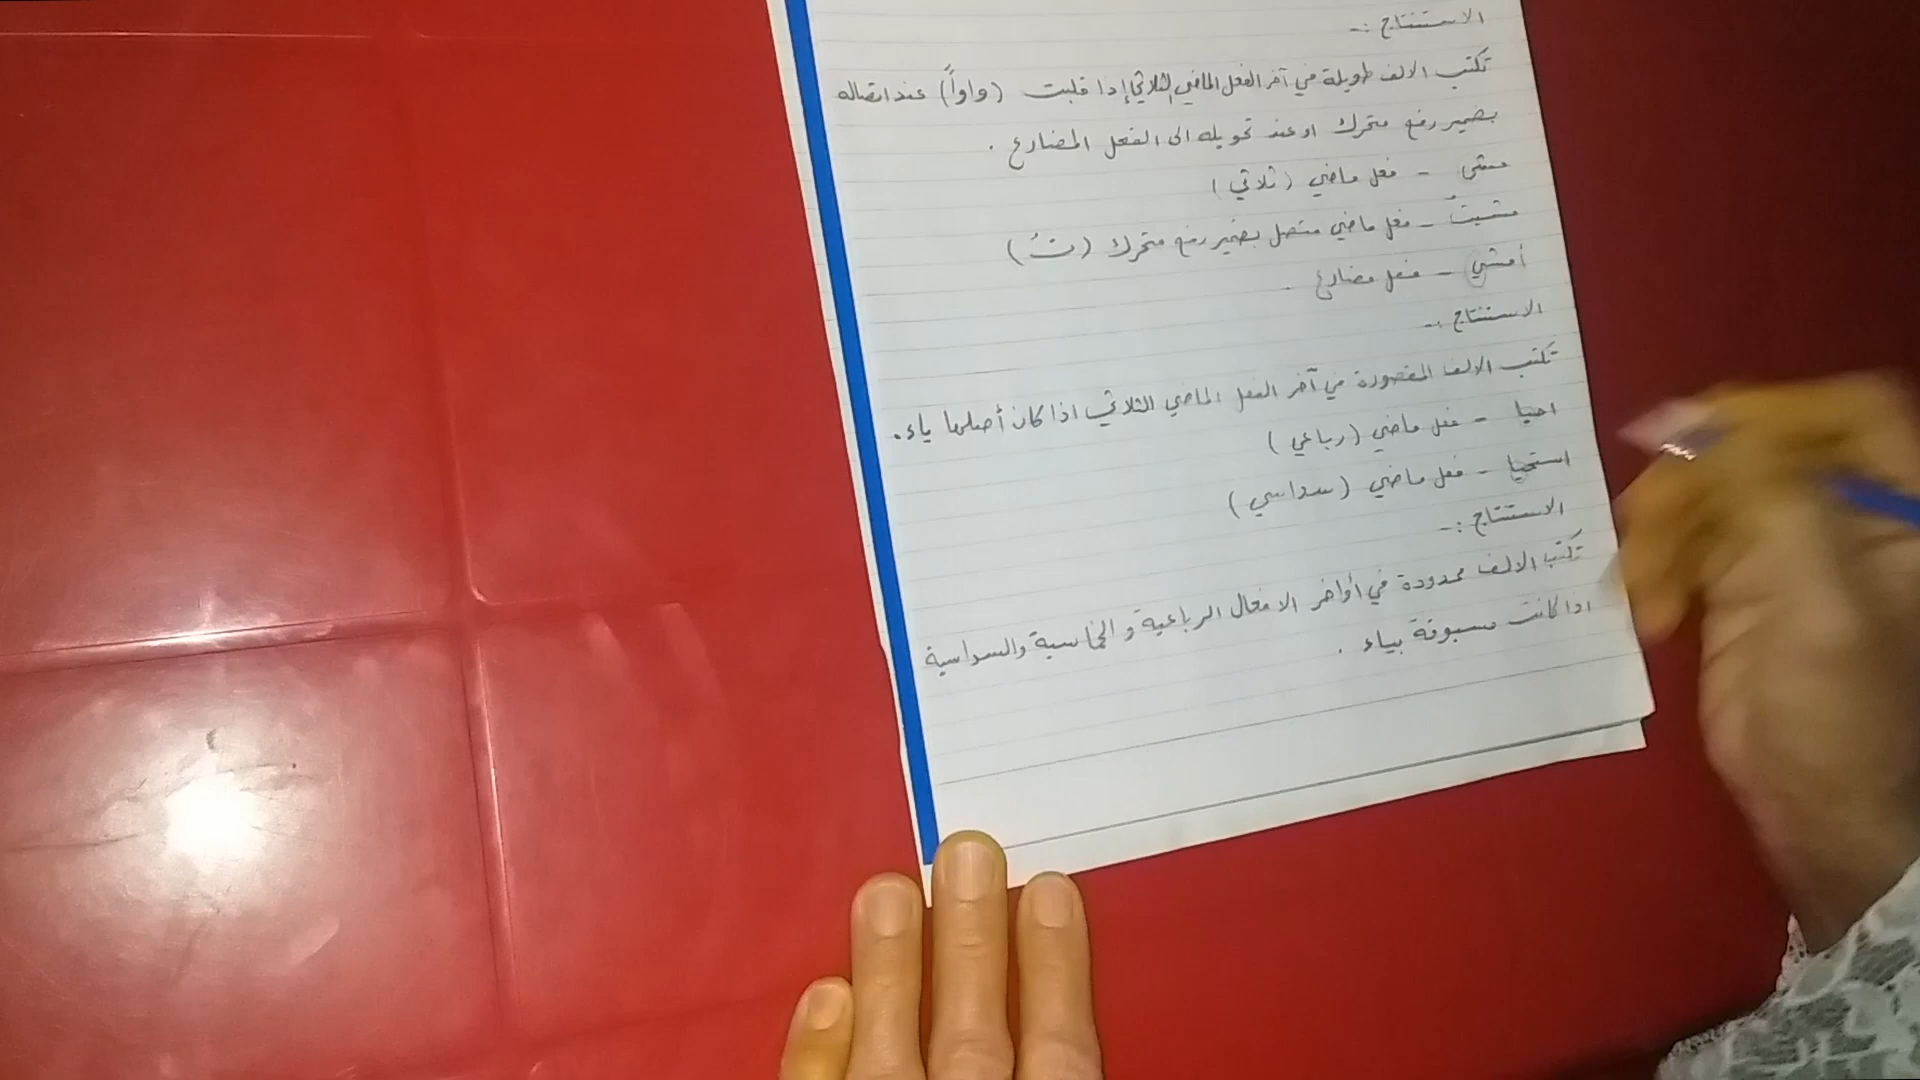 الاستنتاج :-
تكتب الالف طويلة في آخر الفعل الماضي الثلاثي إذا قلبت (واواً) عند اتصاله
بضمير رفع متحرك او عند تحويله الى الفعل المضارع .
مشى - فعل ماضي (ثلاثي)
مشيتُ - فعل ماضي متصل بضمير رفع متحرك (تُ)
أمشي - فعل مضارع .
الاستنتاج :-
تكتب الالف المقصورة في آخر الفعل الماضي الثلاثي اذا كان أصلها ياء .
احيا - فعل ماضي (رباعي)
استحيا - فعل ماضي (سداسي)
الاستنتاج :-
تكتب الالف ممدودة في أواخر الافعال الرباعية و الخماسية والسداسية
اذا كانت مسبوقة بياء .